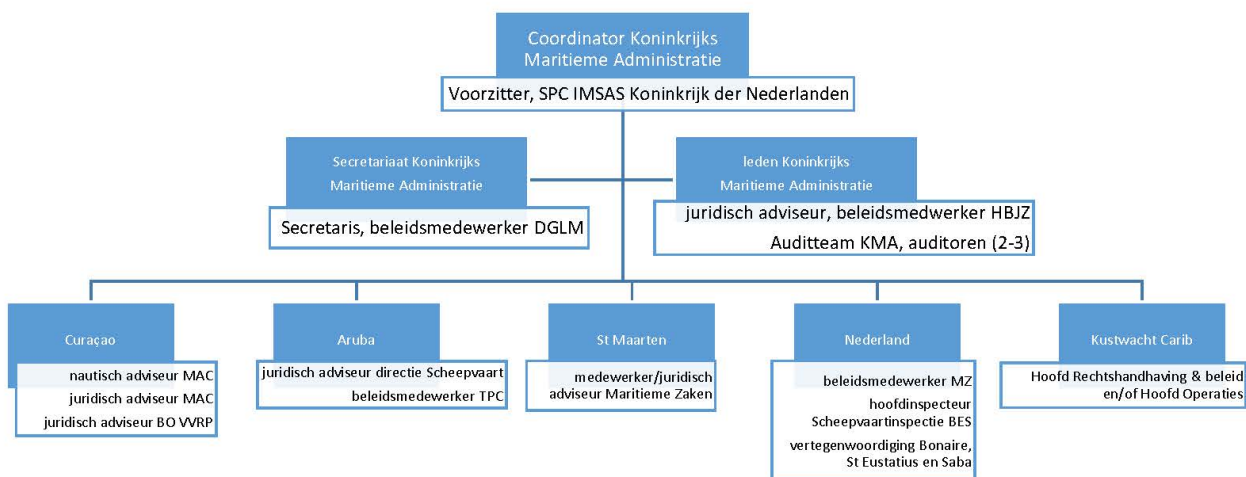 Coordinator Koninkrijks
Maritieme Administratie
Voorzitter, SPC IMSAS Koninkrijk der Nederlanden
Secretariaat Koninkrijks
Maritieme Administratie
Secretaris, beleidsmedewerker DGLM
leden Koninkrijks
Maritieme Administratie
juridisch adviseur, beleidsmedwerker HBJZ
Auditteam KMA, auditoren (2-3)
Curaçao
nautisch adviseur MAC
juridisch adviseur MAC
juridisch adviseur BO VVRP
Aruba
juridisch adviseur directie Scheepvaart
beleidsmedewerker TPC
St Maarten
medewerker/juridisch
adviseur Maritieme Zaken
Nederland
beleidsmedewerker MZ
hoofdinspecteur
Scheepvaartinspectie BES
vertegenwoordiging Bonaire,
St Eustatius en Saba
Kustwacht Carib
Hoofd Rechtshandhaving & beleid
en/of Hoofd Operaties